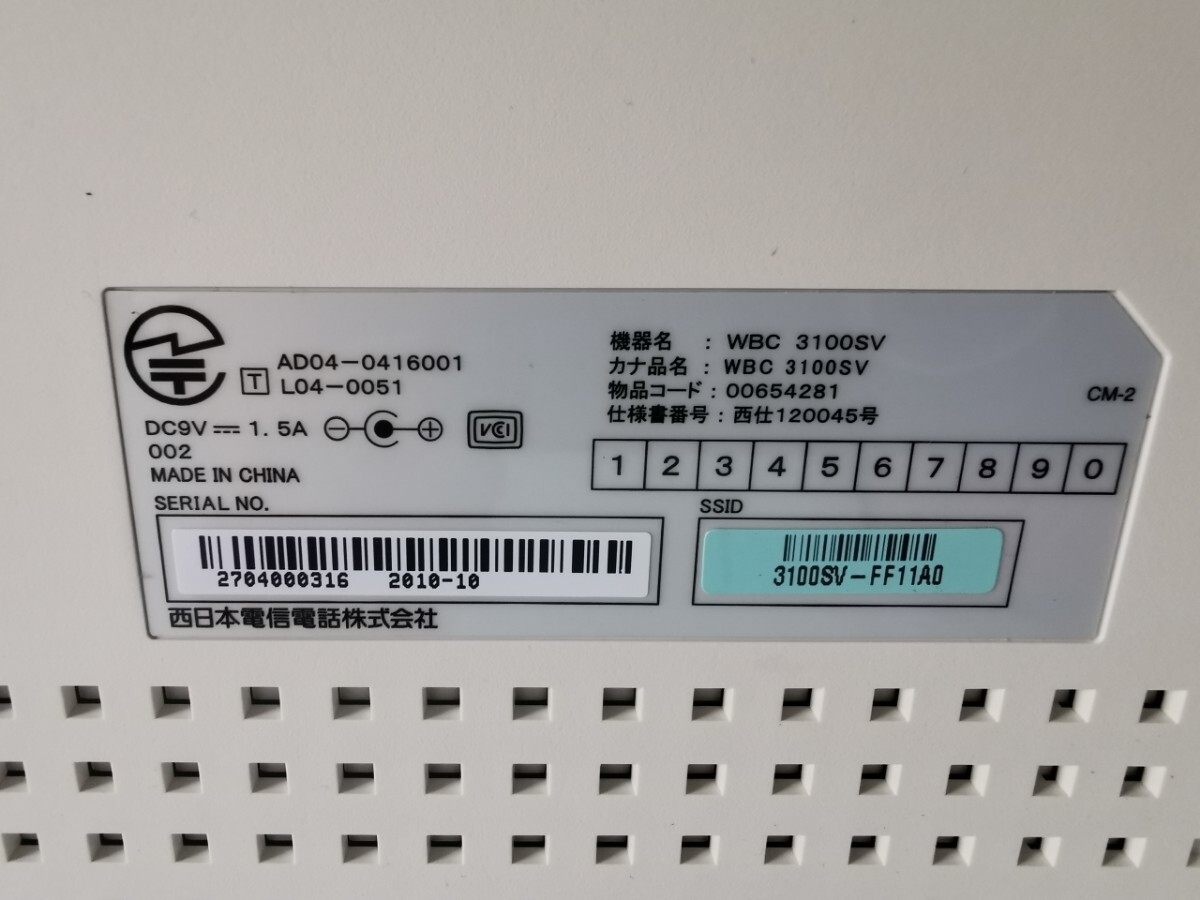 T AD04-0416001
L04-0051
DC9V 1.5A
002
MADE IN CHINA
VCCI
機器名 : WBC 3100SV
カナ品名 : WBC 3100SV
物品コード : 00654281
仕様書番号 : 西仕120045号
CM-2
1 2 3 4 5 6 7 8 9 0
SERIAL NO.
2704000316 2010-10
SSID
3100SV-FF11A0
西日本電信電話株式会社